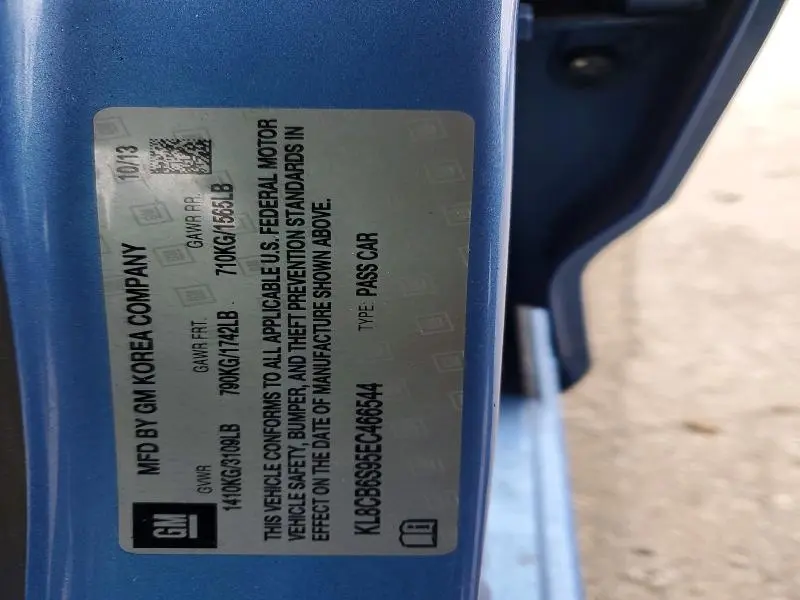 MFD BY GM KOREA COMPANY 10/13
GVWR GAWR FRT. GAWR RR.
1410KG/3109LB 790KG/1742LB 710KG/1565LB
THIS VEHICLE CONFORMS TO ALL APPLICABLE U.S. FEDERAL MOTOR
VEHICLE SAFETY, BUMPER, AND THEFT PREVENTION STANDARDS IN
EFFECT ON THE DATE OF MANUFACTURE SHOWN ABOVE.
KL8CB6S95EC466544 TYPE: PASS CAR
GM